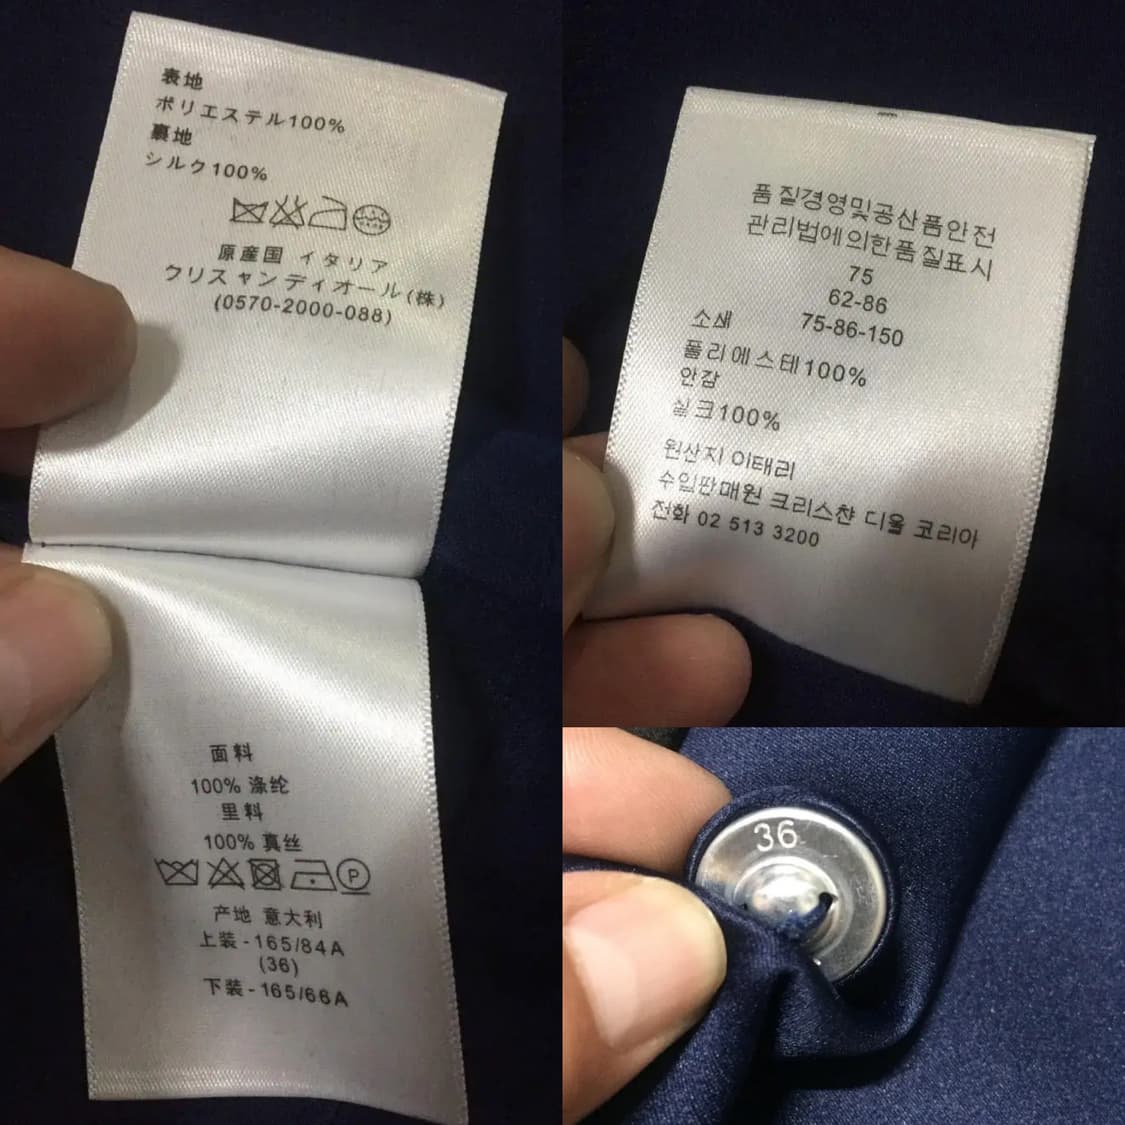 表地
ポリエステル100%
裏地
シルク100%
原産国 イタリア
クリスャンディオール(株)
(0570-2000-088)
面料
100% 涤纶
里料
100% 真丝
P
产地 意大利
上装-165/84A
(36)
下装-165/66A
품질경영및공산품안전
관리법에의한품질표시
75
62-86
소새 75-86-150
폴리에스테100%
안감
실크100%
원산지 이태리
수입판매원 크리스챤 디올 코리아
전화 02 513 3200
36